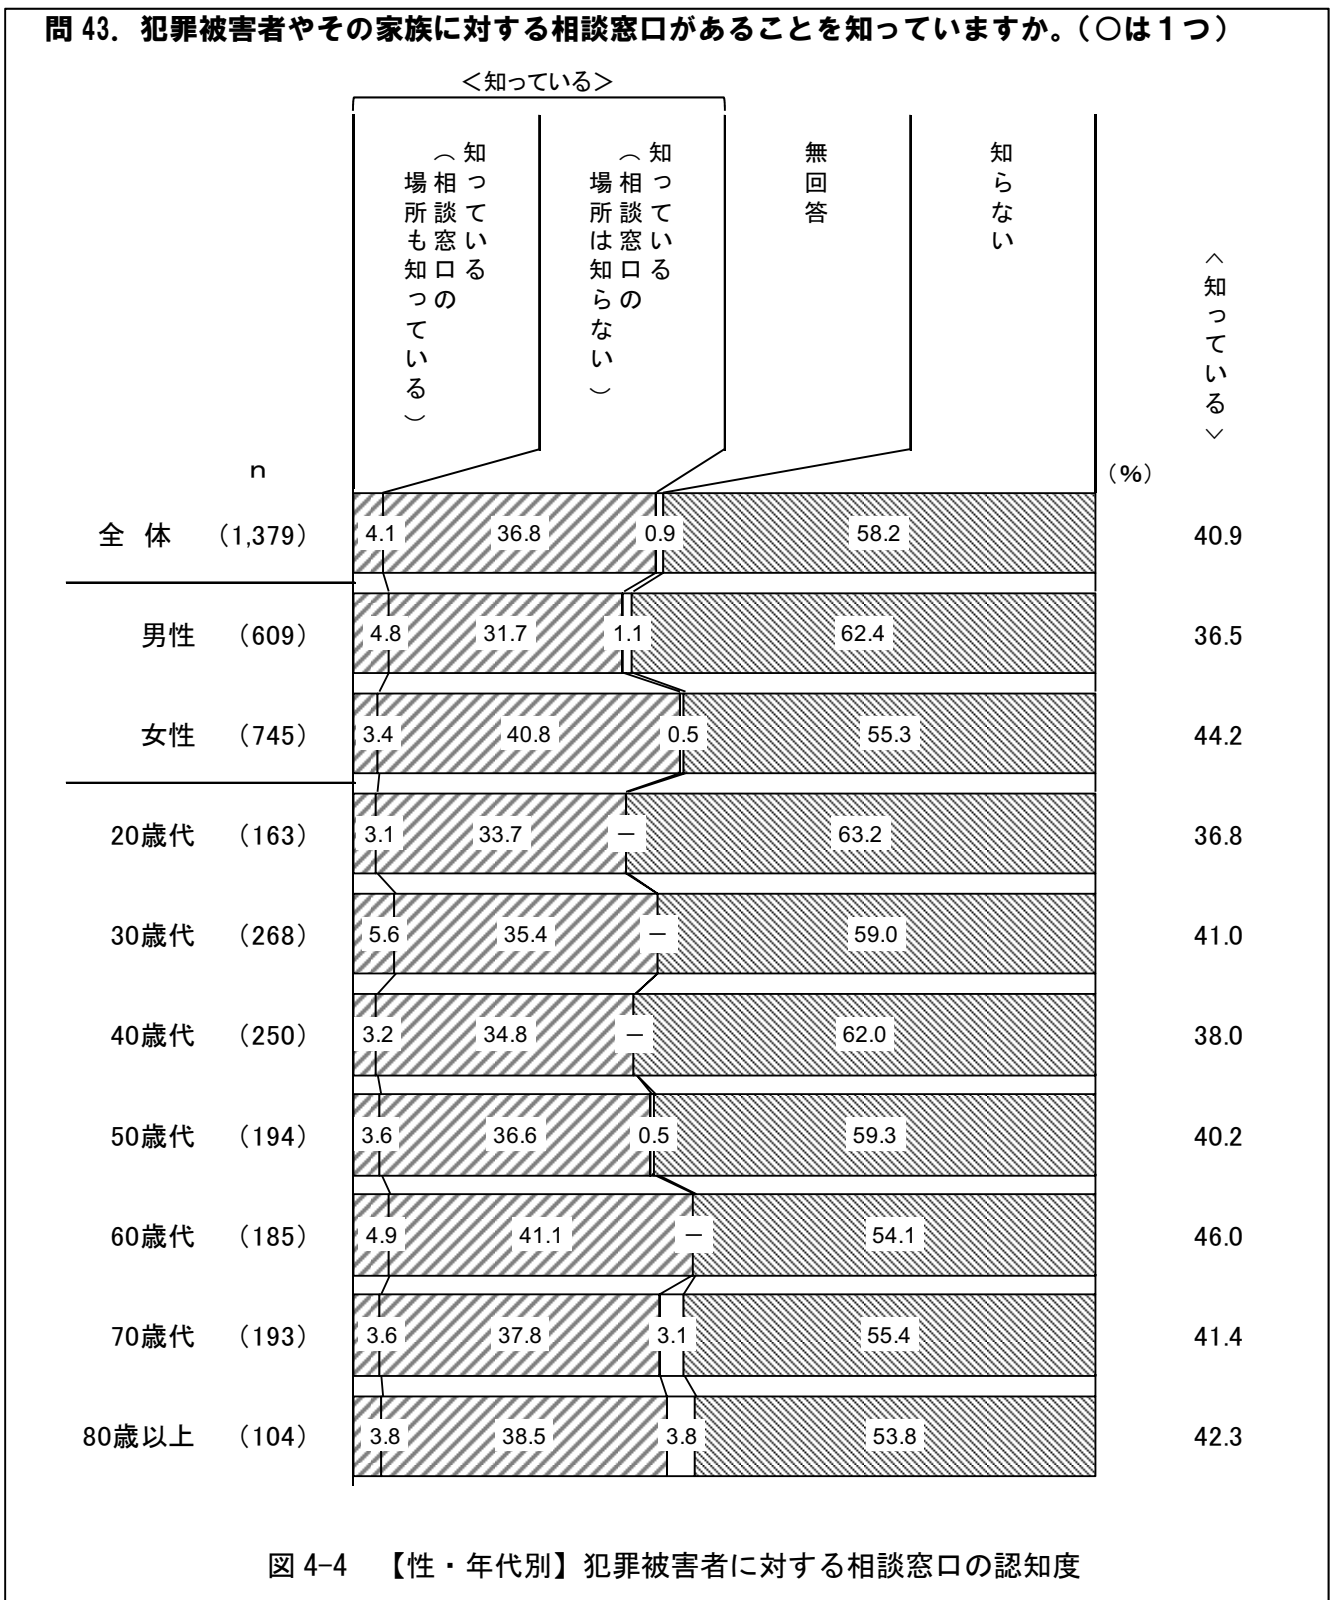 問 43．犯罪被害者やその家族に対する相談窓口があることを知っていますか。（○は１つ）
＜知っている＞
知っている
（相談窓口の
場所も知っている）
知っている
（相談窓口の
場所は知らない）
無回答
知らない
＜知っている＞
n
（%）
全 体 （1,379） 4.1 36.8 0.9 58.2 40.9
男性 （609） 4.8 31.7 1.1 62.4 36.5
女性 （745） 3.4 40.8 0.5 55.3 44.2
20歳代 （163） 3.1 33.7 － 63.2 36.8
30歳代 （268） 5.6 35.4 － 59.0 41.0
40歳代 （250） 3.2 34.8 － 62.0 38.0
50歳代 （194） 3.6 36.6 0.5 59.3 40.2
60歳代 （185） 4.9 41.1 － 54.1 46.0
70歳代 （193） 3.6 37.8 3.1 55.4 41.4
80歳以上 （104） 3.8 38.5 3.8 53.8 42.3
図 4-4 【性・年代別】犯罪被害者に対する相談窓口の認知度